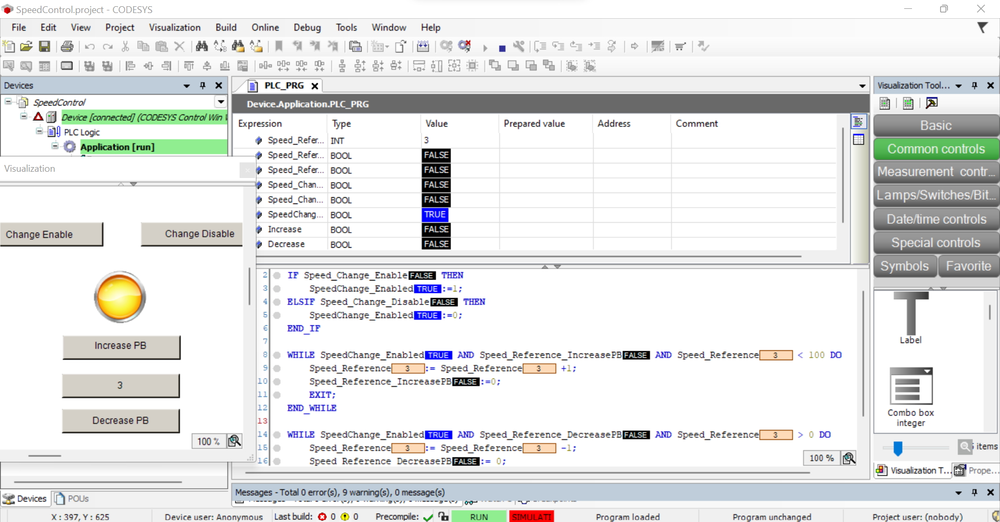 SpeedControl.project - CODESYS
File Edit View Project Visualization Build Online Debug Tools Window Help
Devices
SpeedControl
Device [connected] (CODESYS Control Win
PLC Logic
Application [run]
Visualization
Change Enable
Change Disable
Increase PB
3
Decrease PB
100 %
Devices
POUs
PLC_PRG
Device.Application.PLC_PRG
Expression Type Value Prepared value Address Comment
Speed_Refer... INT 3
Speed_Refer... BOOL FALSE
Speed_Refer... BOOL FALSE
Speed_Chan... BOOL FALSE
Speed_Chan... BOOL FALSE
SpeedChang... BOOL TRUE
Increase BOOL FALSE
Decrease BOOL FALSE
2 IF Speed_Change_Enable FALSE THEN
3 SpeedChange_Enabled TRUE :=1;
4 ELSIF Speed_Change_Disable FALSE THEN
5 SpeedChange_Enabled TRUE :=0;
6 END_IF
7
8 WHILE SpeedChange_Enabled TRUE AND Speed_Reference_IncreasePB FALSE AND Speed_Reference 3 < 100 DO
9 Speed_Reference 3 := Speed_Reference 3 +1;
10 Speed_Reference_IncreasePB FALSE :=0;
11 EXIT;
12 END_WHILE
13
14 WHILE SpeedChange_Enabled TRUE AND Speed_Reference_DecreasePB FALSE AND Speed_Reference 3 > 0 DO
15 Speed_Reference 3 := Speed_Reference 3 -1;
16 Speed Reference DecreasePB FALSE := 0;
100 %
Messages - Total 0 error(s), 9 warning(s), 0 message(s)
Visualization Tool...
Basic
Common controls
Measurement contr...
Lamps/Switches/Bit...
Date/time controls
Special controls
Symbols Favorite
Label
Combo box
integer
items
Visualization T... Prope...
X : 397, Y : 625 Device user: Anonymous Last build: 0 0 Precompile: RUN SIMULATI Program loaded Program unchanged Project user: (nobody)